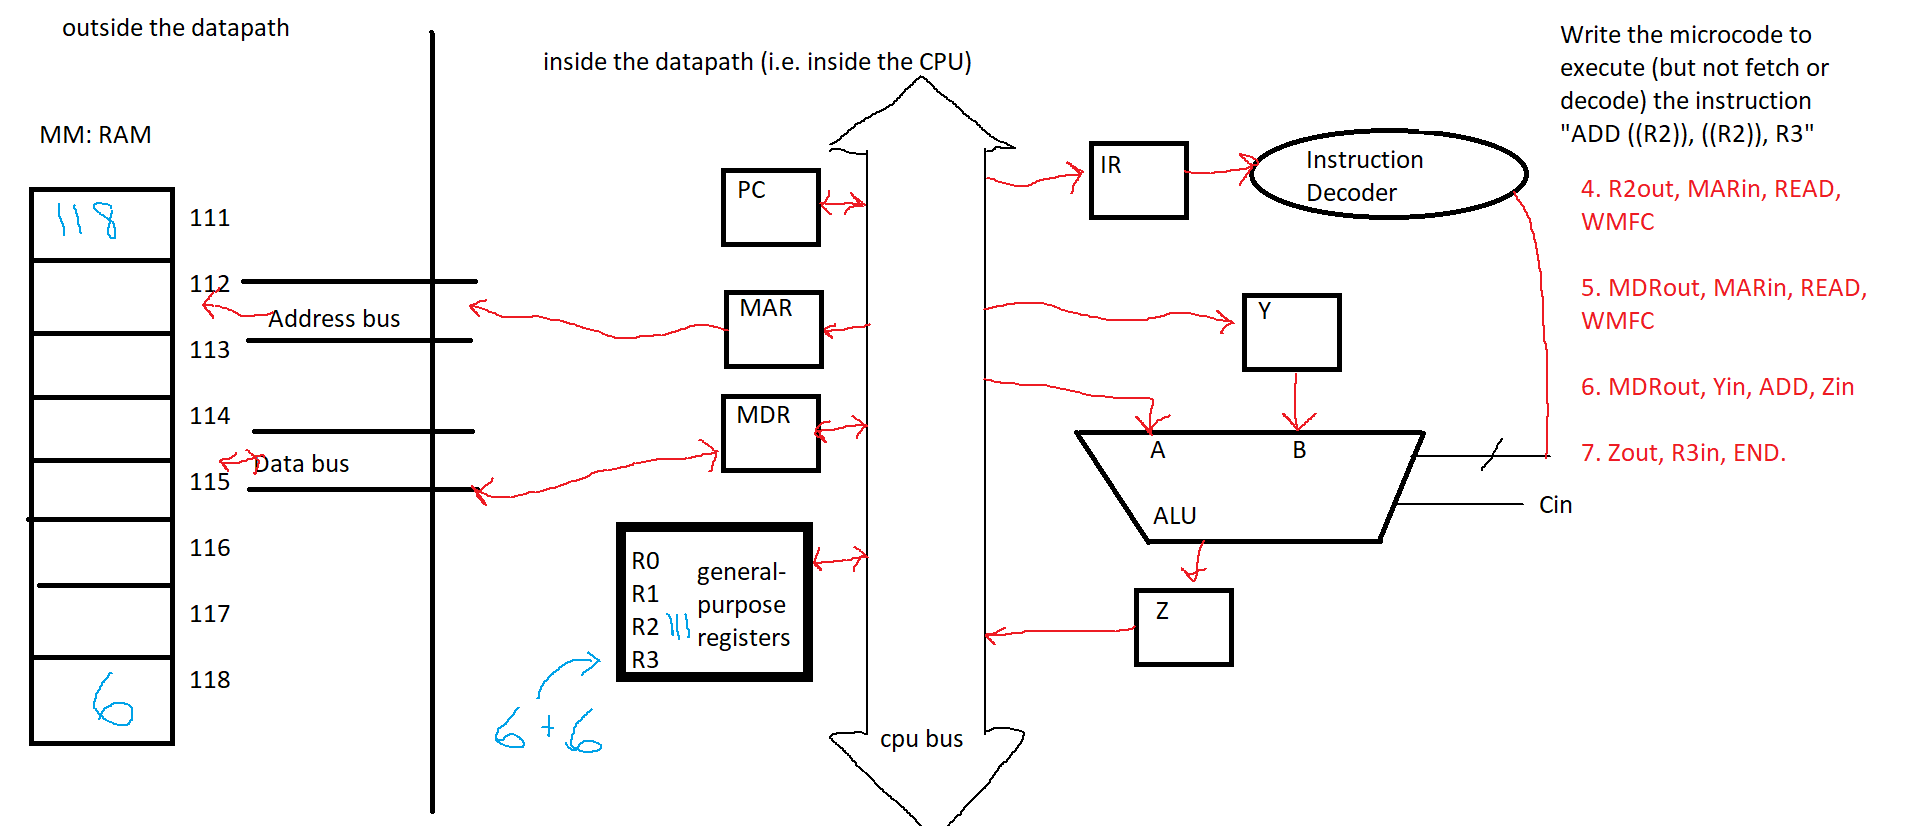 outside the datapath
inside the datapath (i.e. inside the CPU)
Write the microcode to
execute (but not fetch or
decode) the instruction
"ADD ((R2)), ((R2)), R3"
MM: RAM
118
111
112
113
114
115
116
117
118
6
Address bus
Data bus
PC
MAR
MDR
R0
R1
R2 111
R3
general-
purpose
registers
6 + 6
cpu bus
IR
Instruction
Decoder
Y
A
B
ALU
Cin
Z
4. R2out, MARin, READ,
WMFC
5. MDRout, MARin, READ,
WMFC
6. MDRout, Yin, ADD, Zin
7. Zout, R3in, END.